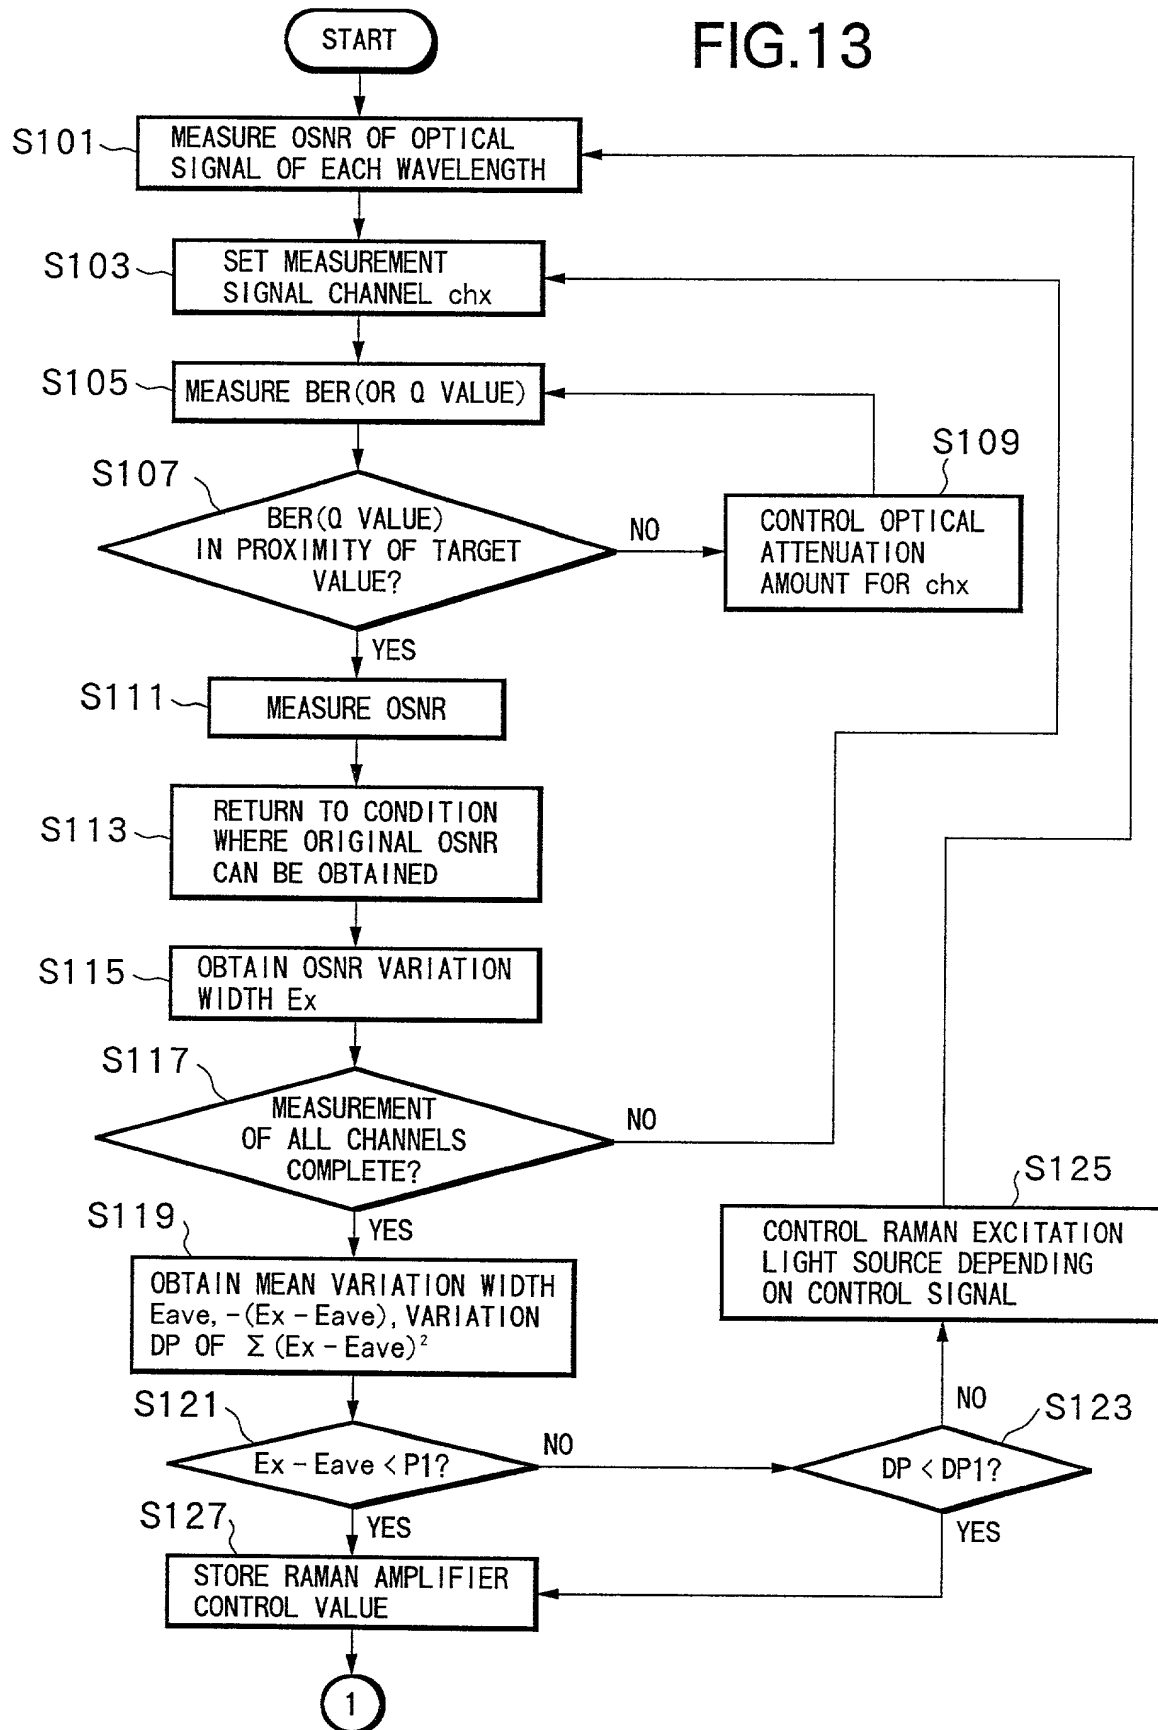 START
FIG.13
S101
MEASURE OSNR OF OPTICAL
SIGNAL OF EACH WAVELENGTH
S103
SET MEASUREMENT
SIGNAL CHANNEL chx
S105
MEASURE BER(OR Q VALUE)
S107
BER(Q VALUE)
IN PROXIMITY OF TARGET
VALUE?
NO
S109
CONTROL OPTICAL
ATTENUATION
AMOUNT FOR chx
YES
S111
MEASURE OSNR
S113
RETURN TO CONDITION
WHERE ORIGINAL OSNR
CAN BE OBTAINED
S115
OBTAIN OSNR VARIATION
WIDTH Ex
S117
MEASUREMENT
OF ALL CHANNELS
COMPLETE?
NO
YES
S119
OBTAIN MEAN VARIATION WIDTH
Eave, -(Ex-Eave), VARIATION
DP OF Σ(Ex-Eave)²
S125
CONTROL RAMAN EXCITATION
LIGHT SOURCE DEPENDING
ON CONTROL SIGNAL
S121
Ex-Eave<P1?
NO
YES
S123
DP<DP1?
NO
YES
S127
STORE RAMAN AMPLIFIER
CONTROL VALUE
1